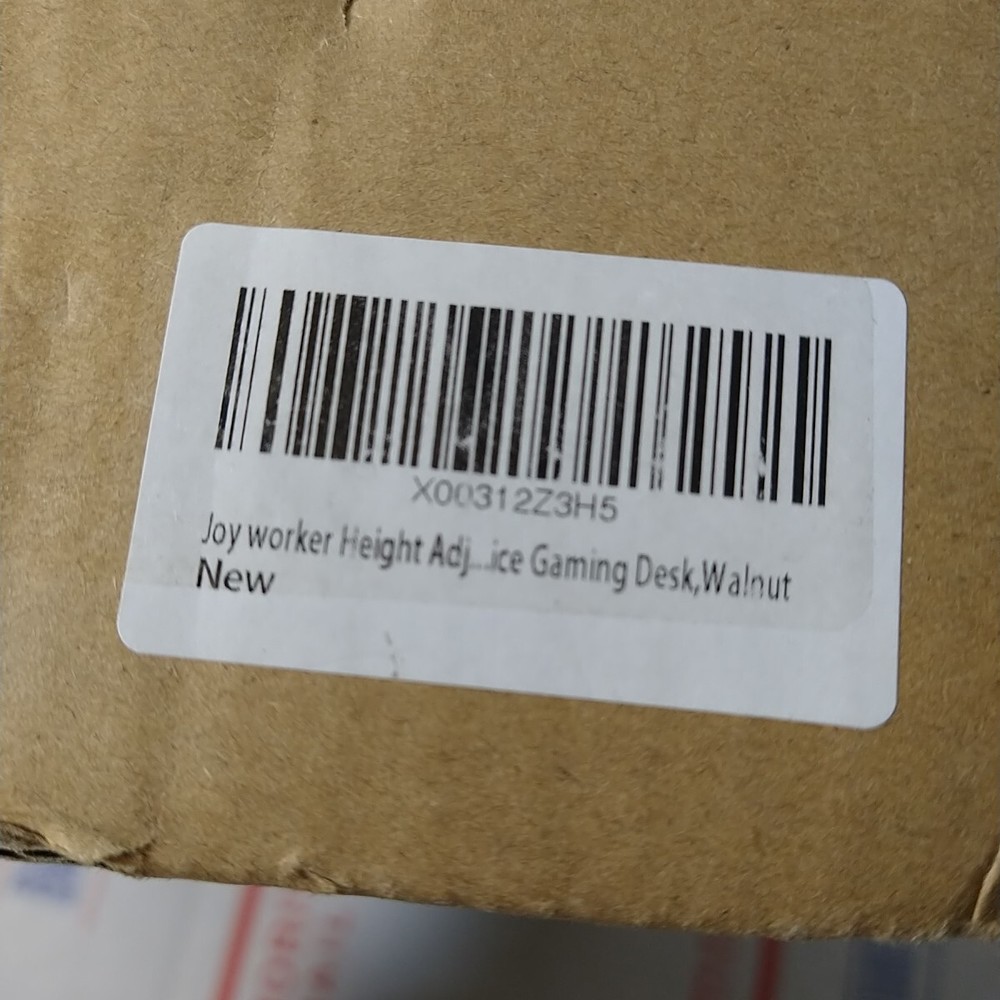 X00312Z3H5
Joy worker Height Adj...ice Gaming Desk,Walnut
New